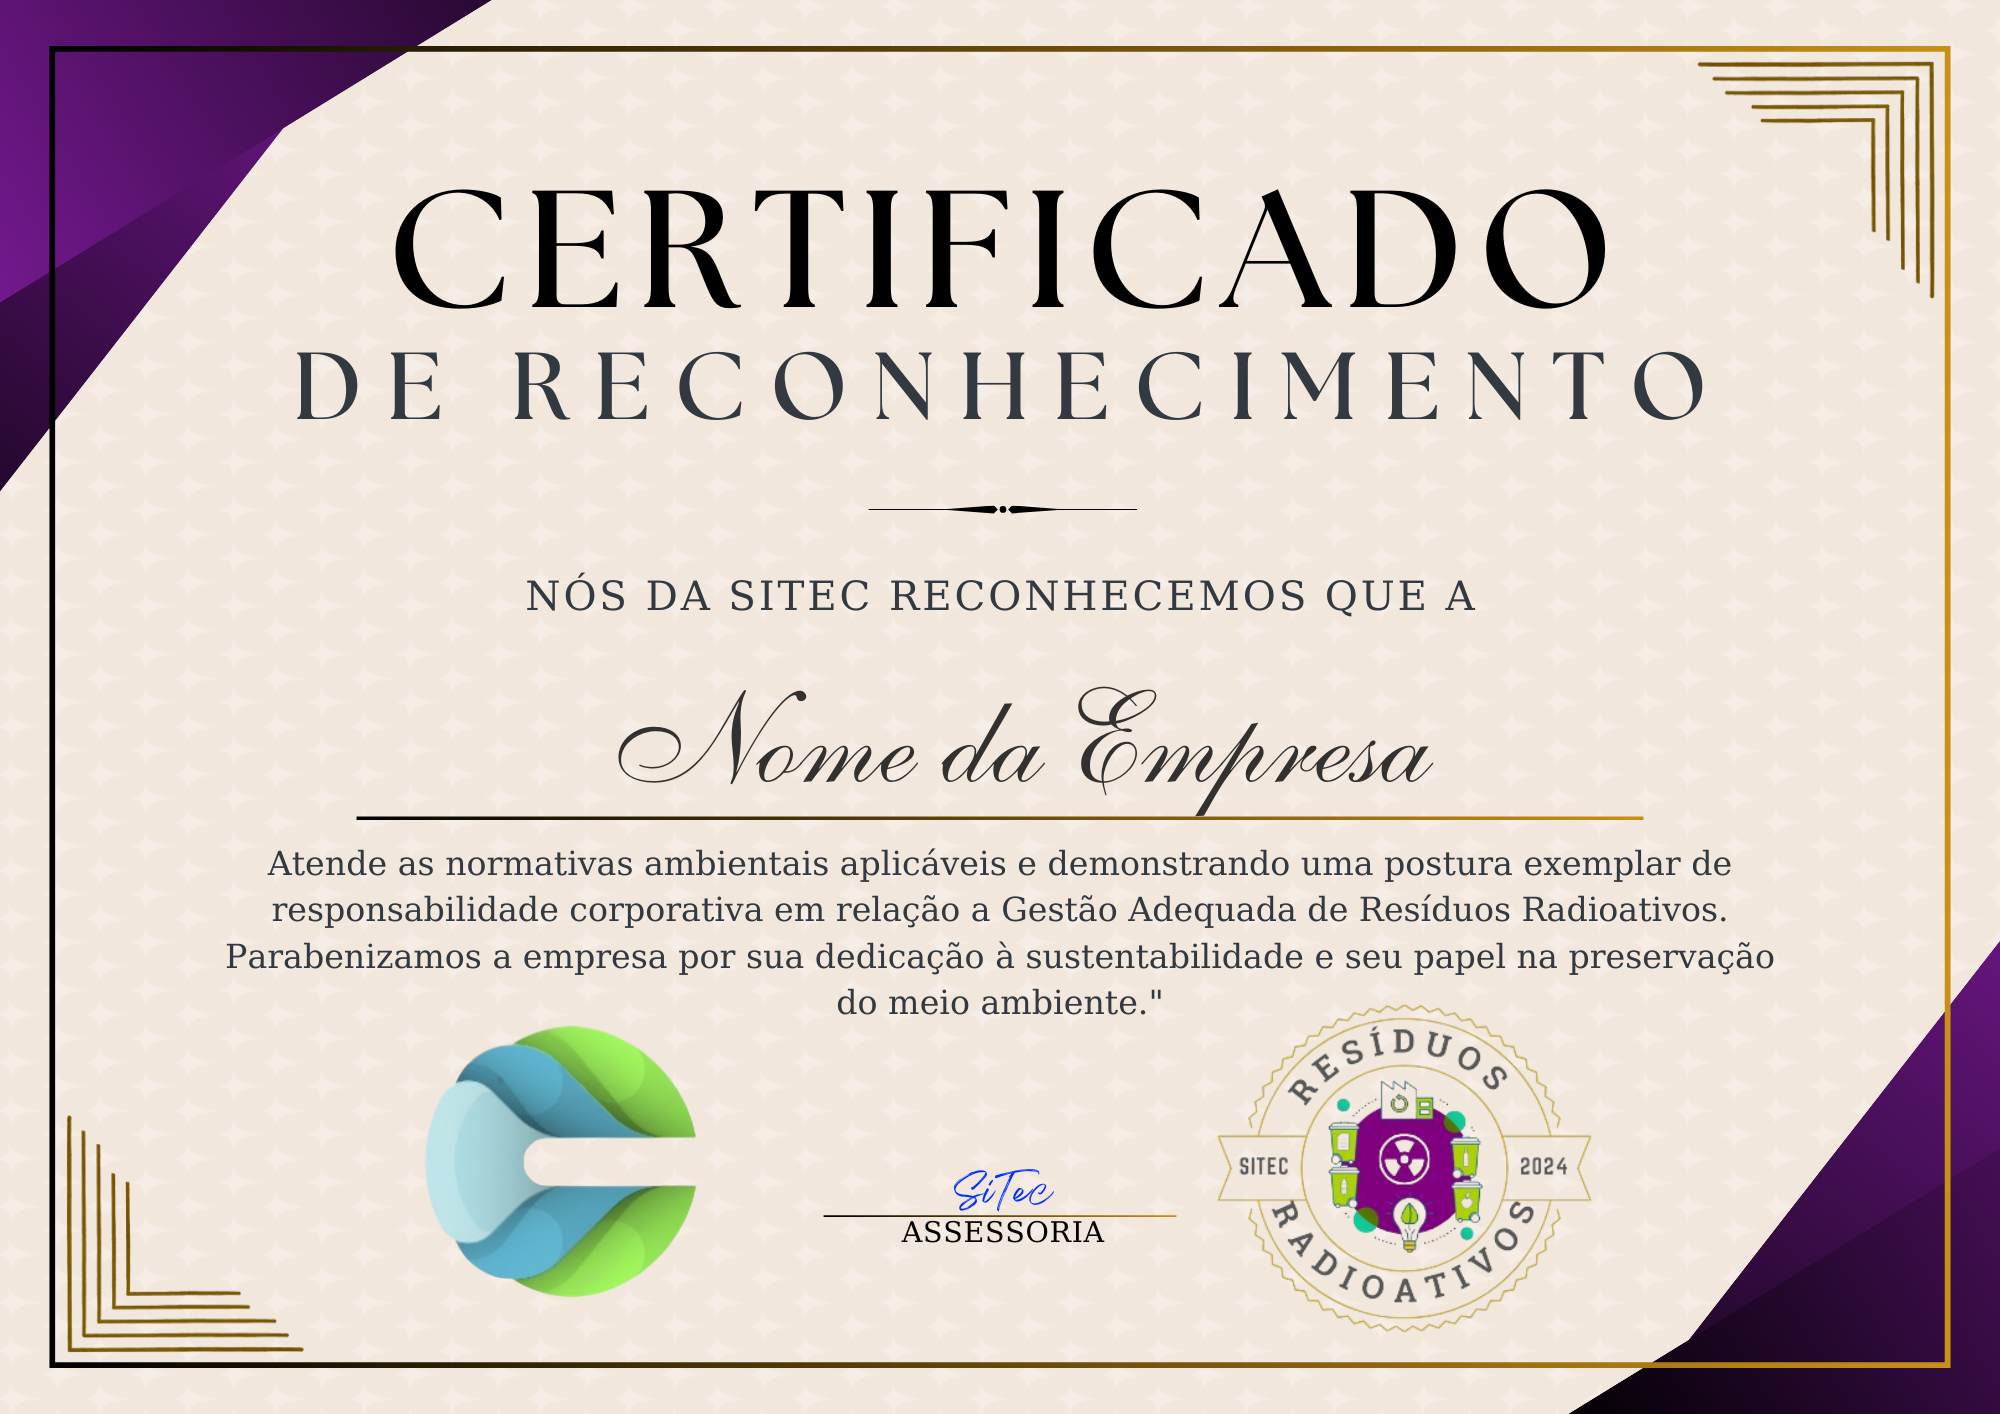 CERTIFICADO
DE RECONHECIMENTO
NÓS DA SITEC RECONHECEMOS QUE A
Nome da Empresa
Atende as normativas ambientais aplicáveis e demonstrando uma postura exemplar de
responsabilidade corporativa em relação a Gestão Adequada de Resíduos Radioativos.
Parabenizamos a empresa por sua dedicação à sustentabilidade e seu papel na preservação
do meio ambiente."
SiTec
ASSESSORIA
RESÍDUOS
SITEC
2024
RADIOATIVOS